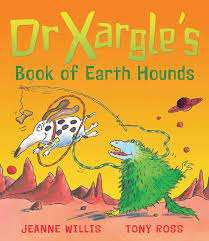 Dr Xargle's
Book of Earth Hounds
JEANNE WILLIS TONY ROSS